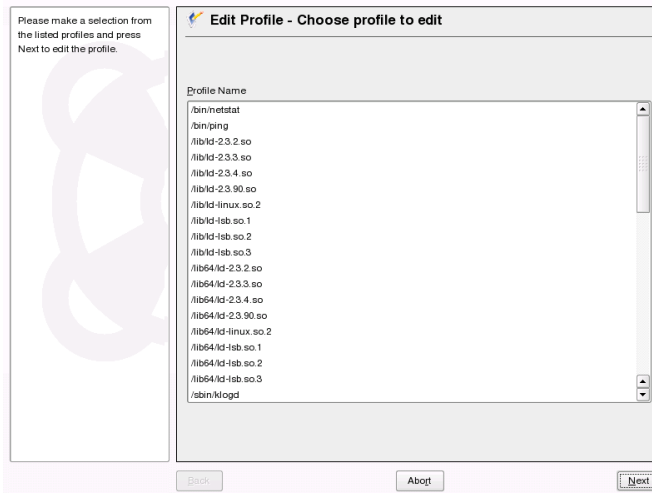 Please make a selection from
the listed profiles and press
Next to edit the profile.
Edit Profile - Choose profile to edit
Profile Name
/bin/netstat
/bin/ping
/lib/ld-2.3.2.so
/lib/ld-2.3.3.so
/lib/ld-2.3.4.so
/lib/ld-2.3.90.so
/lib/ld-linux.so.2
/lib/ld-lsb.so.1
/lib/ld-lsb.so.2
/lib/ld-lsb.so.3
/lib64/ld-2.3.2.so
/lib64/ld-2.3.3.so
/lib64/ld-2.3.4.so
/lib64/ld-2.3.90.so
/lib64/ld-linux.so.2
/lib64/ld-lsb.so.1
/lib64/ld-lsb.so.2
/lib64/ld-lsb.so.3
/sbin/klogd
Back
Abort
Next